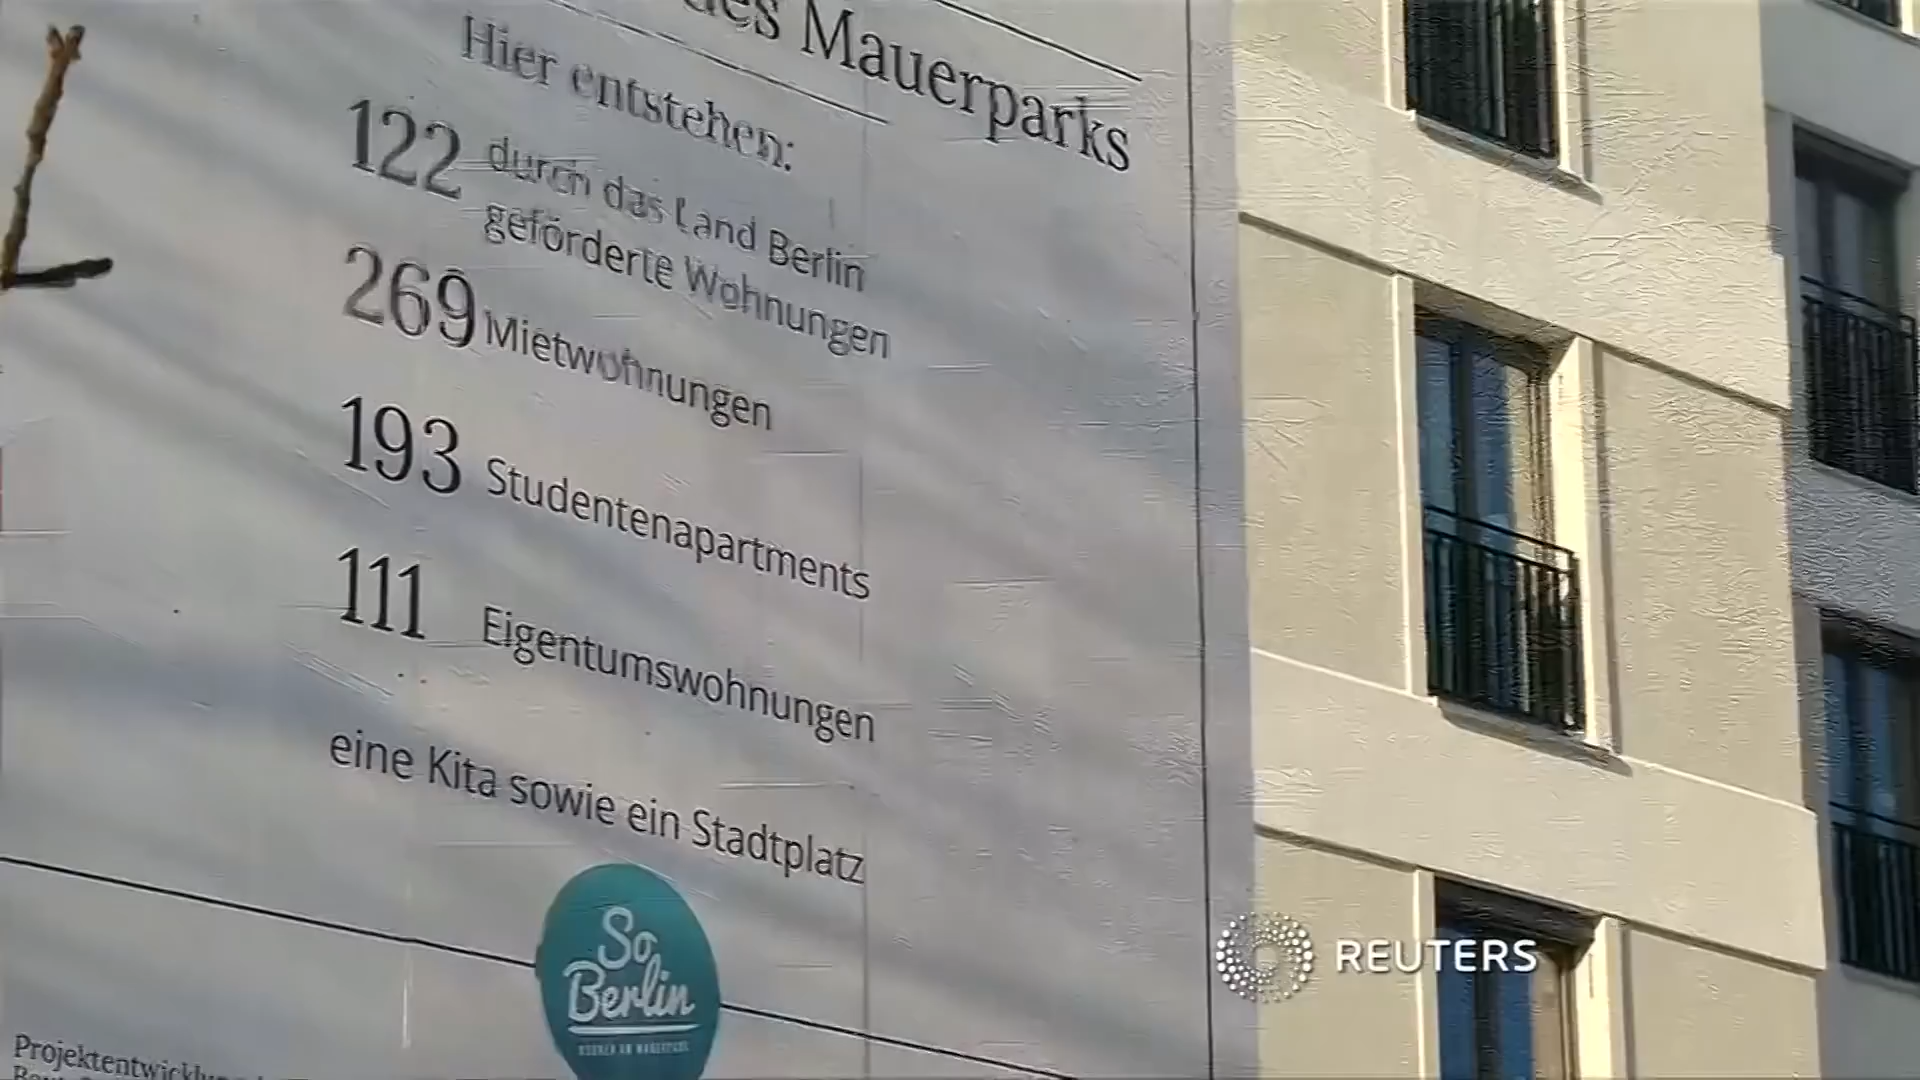 des Mauerparks
Hier entstehen:
122 durch das Land Berlin
geförderte Wohnungen
269 Mietwohnungen
193 Studentenapartments
111 Eigentumswohnungen
eine Kita sowie ein Stadtplatz
So
Berlin
REUTERS